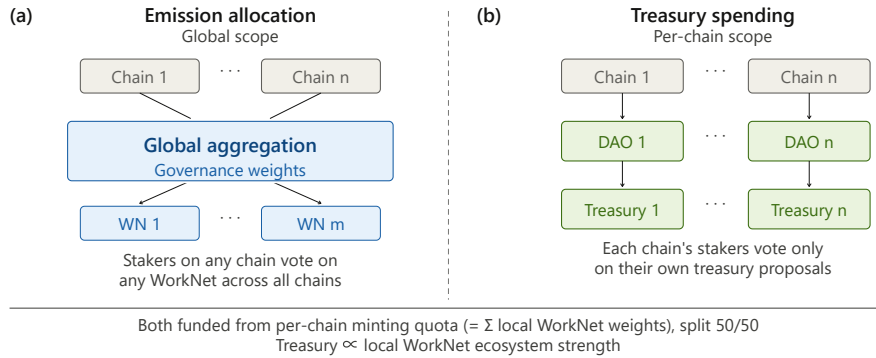 (a)
Emission allocation
Global scope
Chain 1 ... Chain n
Global aggregation
Governance weights
WN 1 ... WN m
Stakers on any chain vote on
any WorkNet across all chains
(b)
Treasury spending
Per-chain scope
Chain 1 ... Chain n
DAO 1 ... DAO n
Treasury 1 ... Treasury n
Each chain's stakers vote only
on their own treasury proposals
Both funded from per-chain minting quota (= Σ local WorkNet weights), split 50/50
Treasury ∝ local WorkNet ecosystem strength